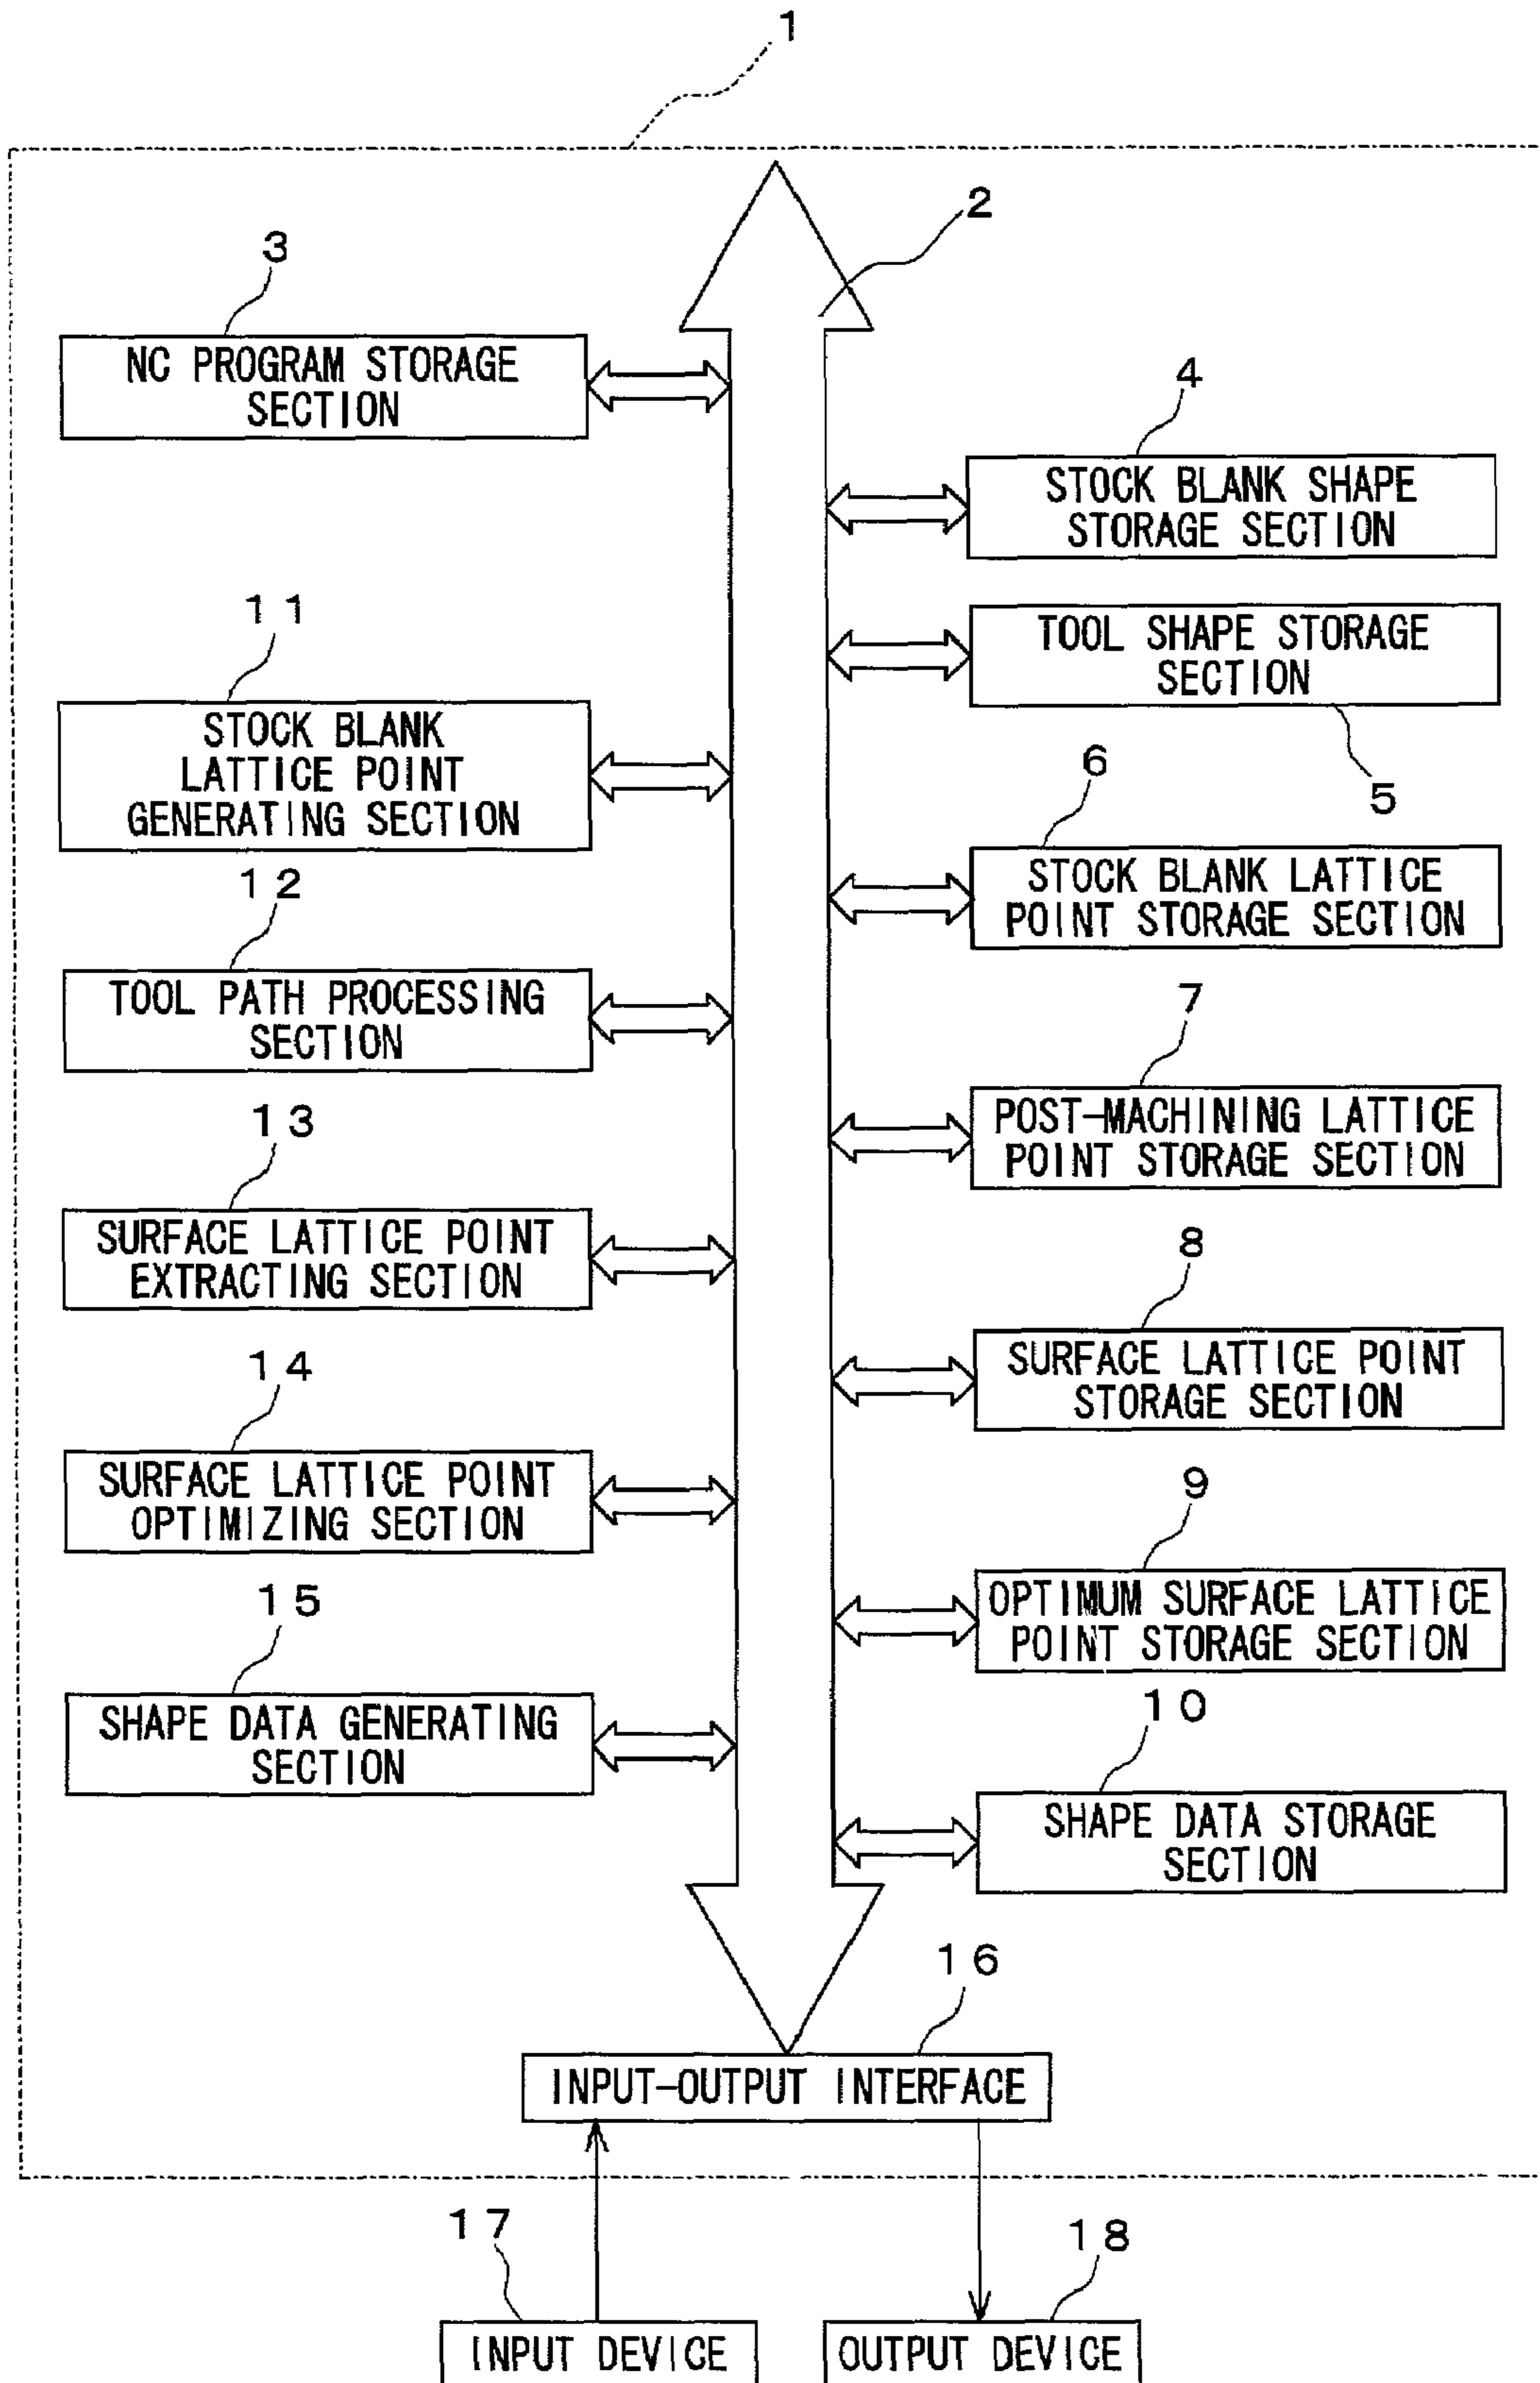 1
2
3
NC PROGRAM STORAGE
SECTION
4
STOCK BLANK SHAPE
STORAGE SECTION
TOOL SHAPE STORAGE
SECTION
5
11
STOCK BLANK
LATTICE POINT
GENERATING SECTION
6
STOCK BLANK LATTICE
POINT STORAGE SECTION
12
TOOL PATH PROCESSING
SECTION
7
POST-MACHINING LATTICE
POINT STORAGE SECTION
13
SURFACE LATTICE POINT
EXTRACTING SECTION
8
SURFACE LATTICE POINT
STORAGE SECTION
14
SURFACE LATTICE POINT
OPTIMIZING SECTION
9
OPTIMUM SURFACE LATTICE
POINT STORAGE SECTION
15
SHAPE DATA GENERATING
SECTION
10
SHAPE DATA STORAGE
SECTION
16
INPUT-OUTPUT INTERFACE
17
INPUT DEVICE
18
OUTPUT DEVICE